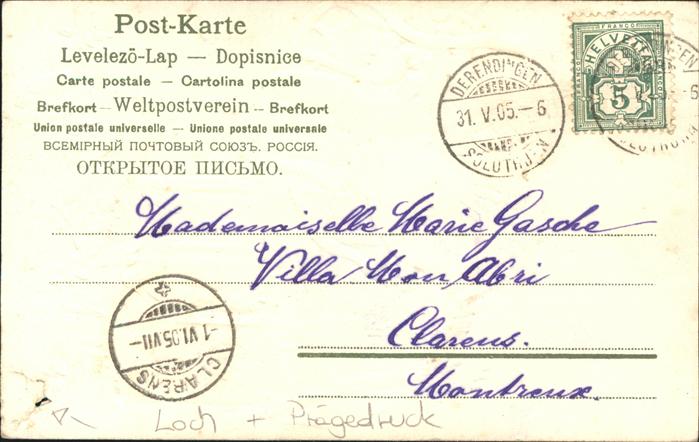 Post-Karte
Levelezō-Lap — Dopisnice
Carte postale — Cartolina postale
Brefkort — Weltpostverein — Brefkort
Union postale universelle — Unione postale universale
ВСЕМІРНЫЙ ПОЧТОВЫЙ СОЮЗЪ. РОССІЯ.
ОТКРЫТОЕ ПИСЬМО.
DERENDINGEN
31. V. 05. – 6
(SOLOTHURN)
FRANCO
HELVETIA
5
Mademoiselle Marie Gasche
Villa Mon Abri
Clarens.
Montreux.
-1. VI. 05. VII–
CLARENS
Loch + Prägedruck